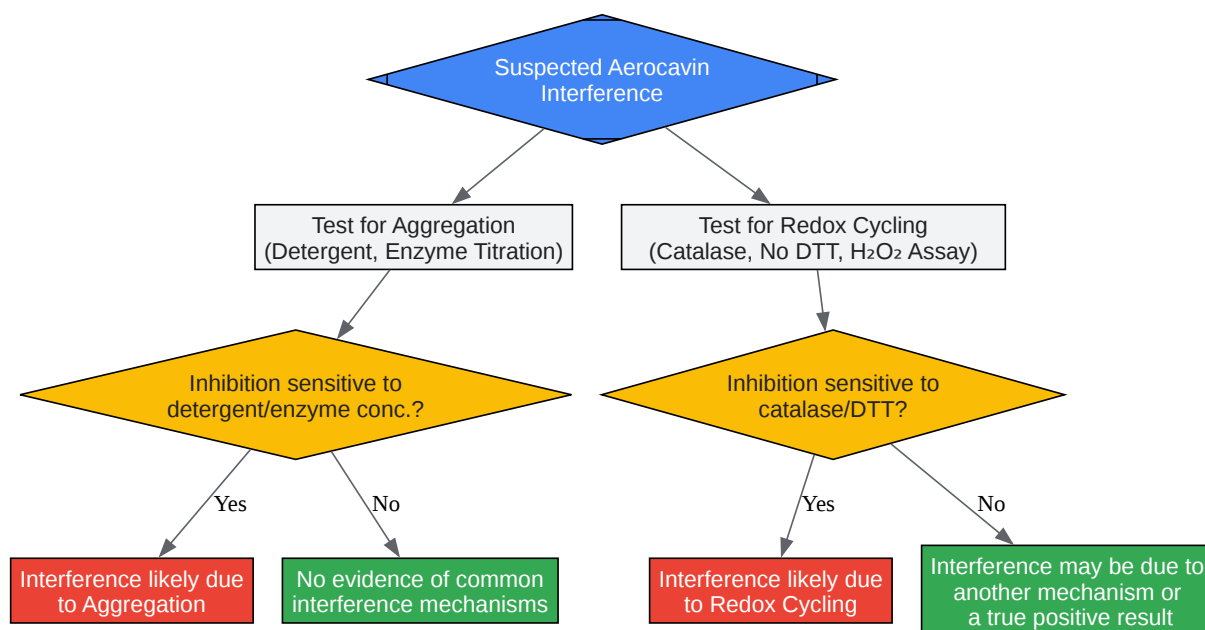 Suspected Aerocavin
Interference
Test for Aggregation
(Detergent, Enzyme Titration)
Test for Redox Cycling
(Catalase, No DTT, H₂O₂ Assay)
Inhibition sensitive to
detergent/enzyme conc.?
Inhibition sensitive to
catalase/DTT?
Yes
No
Yes
No
Interference likely due
to Aggregation
No evidence of common
interference mechanisms
Interference likely due
to Redox Cycling
Interference may be due to
another mechanism or
a true positive result